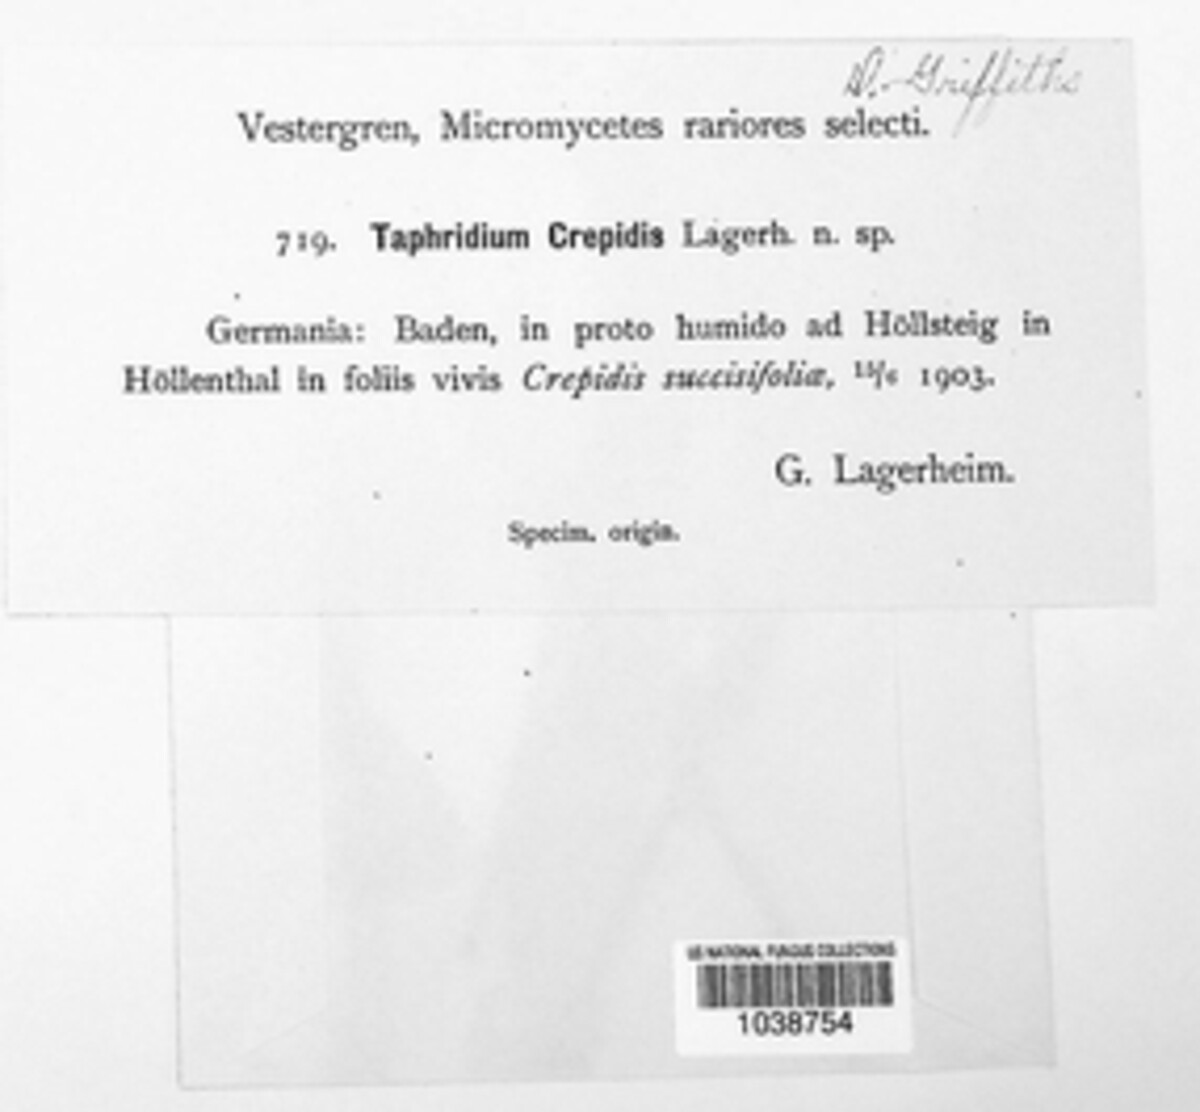 D. Griffiths
Vestergren, Micromycetes rariores selecti.
719. Taphridium Crepidis Lagerh. n. sp.
Germania: Baden, in proto humido ad Höllsteig in
Höllenthal in foliis vivis Crepidis succisifoliæ, 15/6 1903.
G. Lagerheim.
Specim. origin.
US NATIONAL FUNGUS COLLECTIONS
1038754